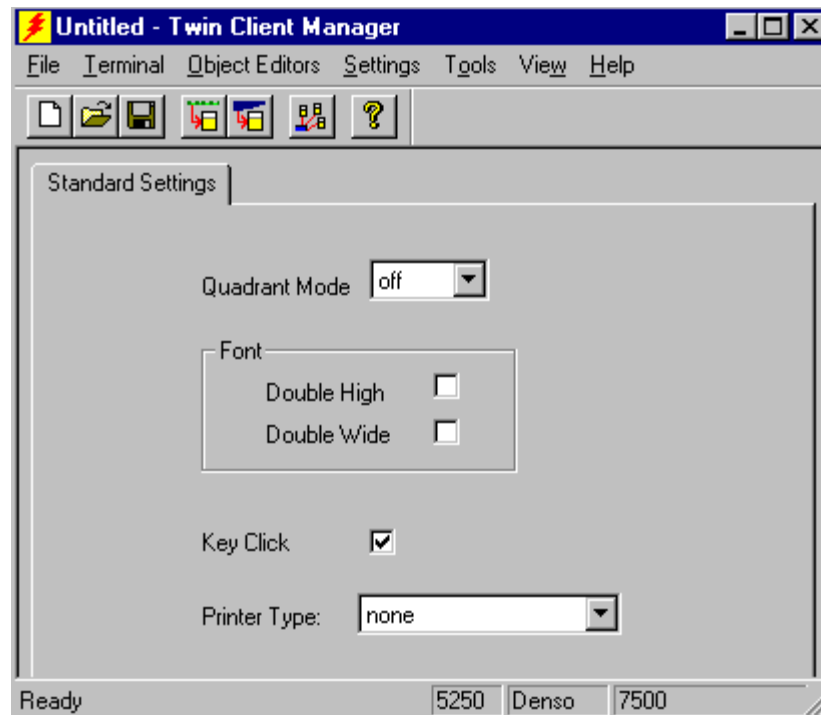 Untitled - Twin Client Manager
File Terminal Object Editors Settings Tools View Help
Standard Settings
Quadrant Mode off
Font
Double High
Double Wide
Key Click
Printer Type: none
Ready 5250 Denso 7500